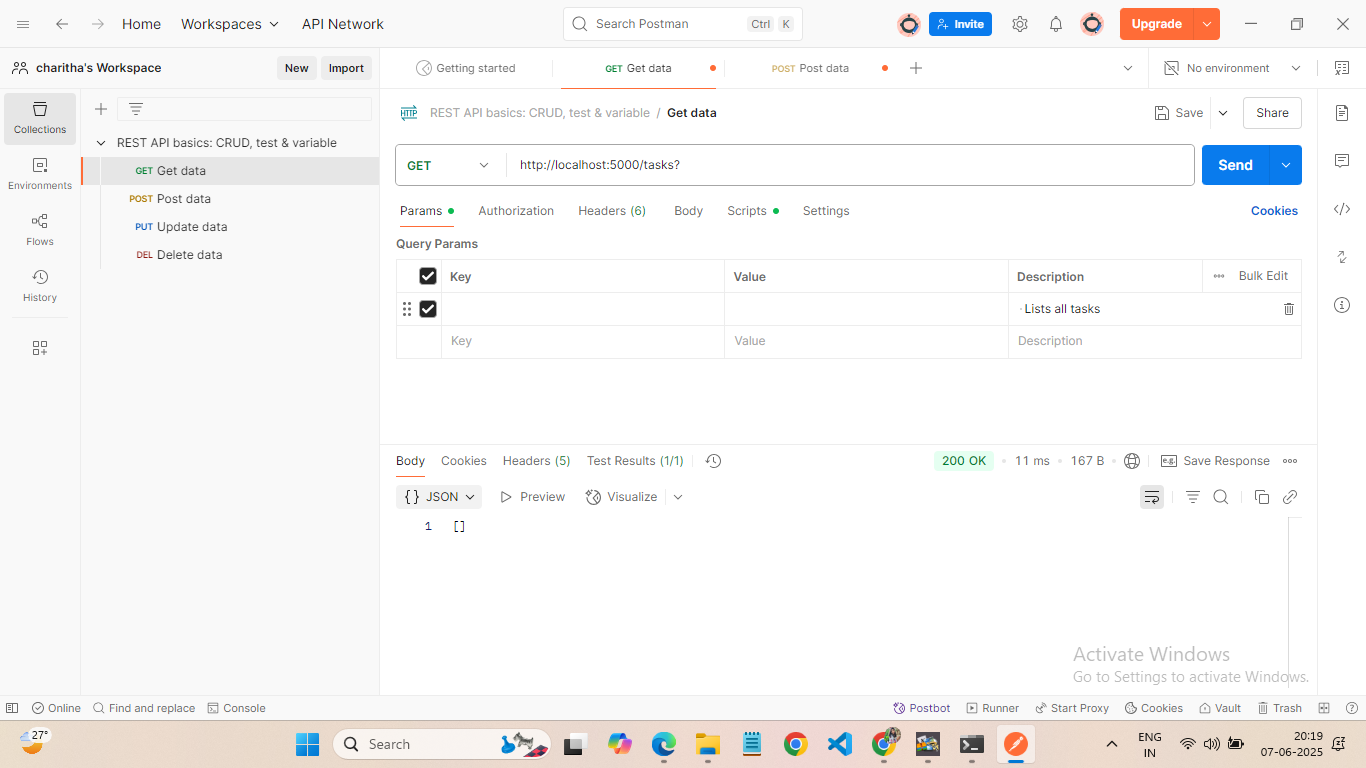 Home Workspaces API Network Search Postman Ctrl K Invite Upgrade
charitha's Workspace New Import Getting started GET Get data POST Post data No environment
Collections
Environments
Flows
History
REST API basics: CRUD, test & variable
GET Get data
POST Post data
PUT Update data
DEL Delete data
HTTP REST API basics: CRUD, test & variable / Get data Save Share
GET http://localhost:5000/tasks? Send
Params Authorization Headers (6) Body Scripts Settings Cookies
Query Params
Key Value Description Bulk Edit
Lists all tasks
Key Value Description
Body Cookies Headers (5) Test Results (1/1) 200 OK 11 ms 167 B e.g. Save Response
{} JSON Preview Visualize
1 []
Activate Windows
Go to Settings to activate Windows.
Online Find and replace Console Postbot Runner Start Proxy Cookies Vault Trash
27° Search ENG
IN 20:19
07-06-2025